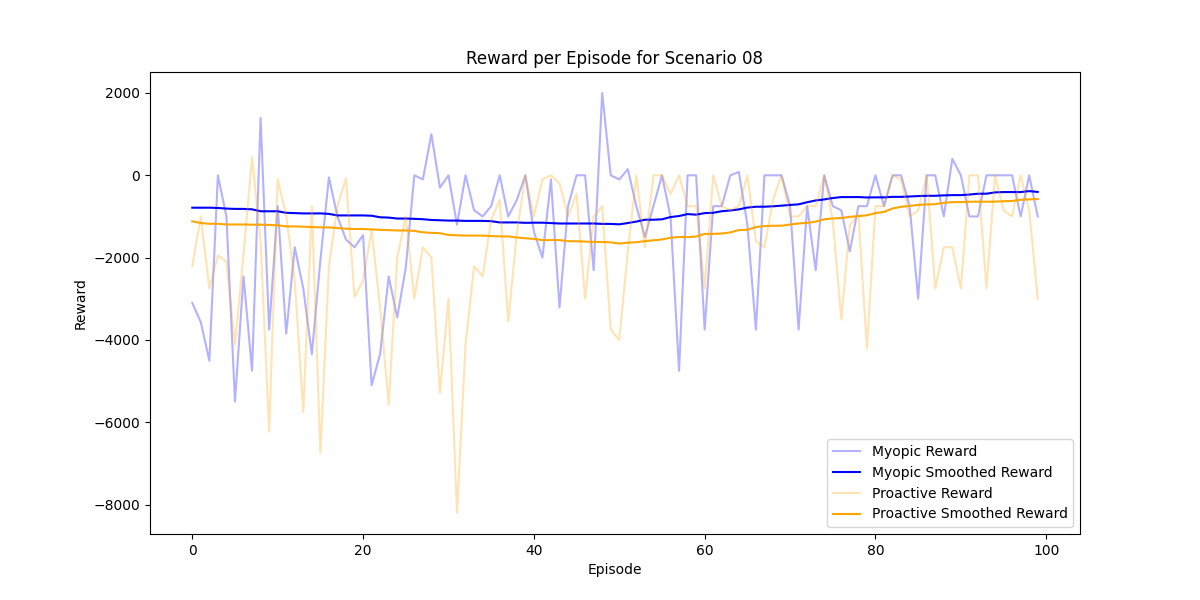 Reward per Episode for Scenario 08
2000
0
−2000
−4000
−6000
−8000
Reward
0 20 40 60 80 100
Episode
Myopic Reward
Myopic Smoothed Reward
Proactive Reward
Proactive Smoothed Reward